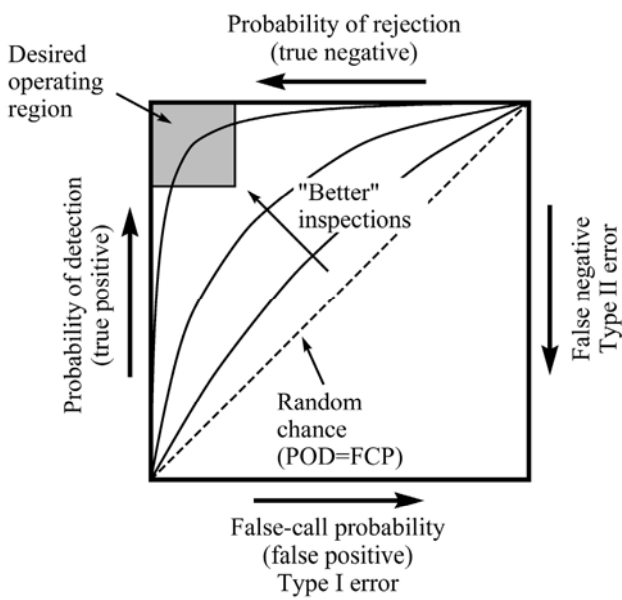 Probability of rejection
(true negative)
Desired
operating
region
"Better"
inspections
Probability of detection
(true positive)
False negative
Type II error
Random
chance
(POD=FCP)
False-call probability
(false positive)
Type I error